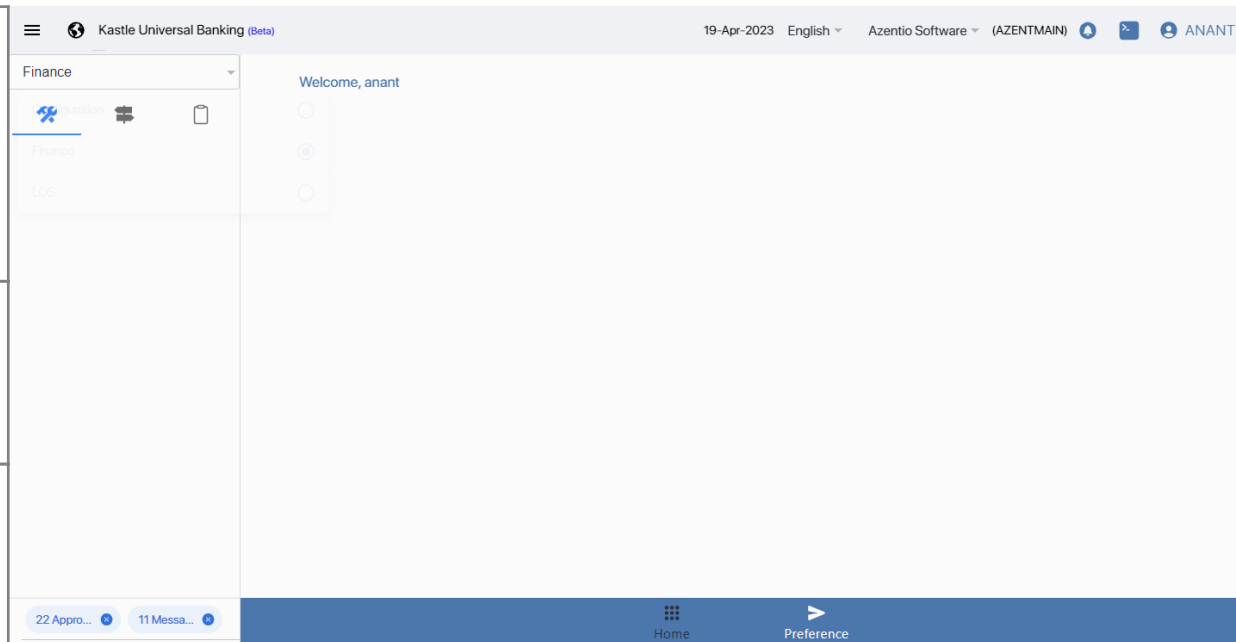 Kastle Universal Banking (Beta)
19-Apr-2023 English Azentio Software (AZENTMAIN) ANANT
Finance
Welcome, anant
Configuration
Finance
LOS
22 Appro... 11 Messa...
Home
Preference